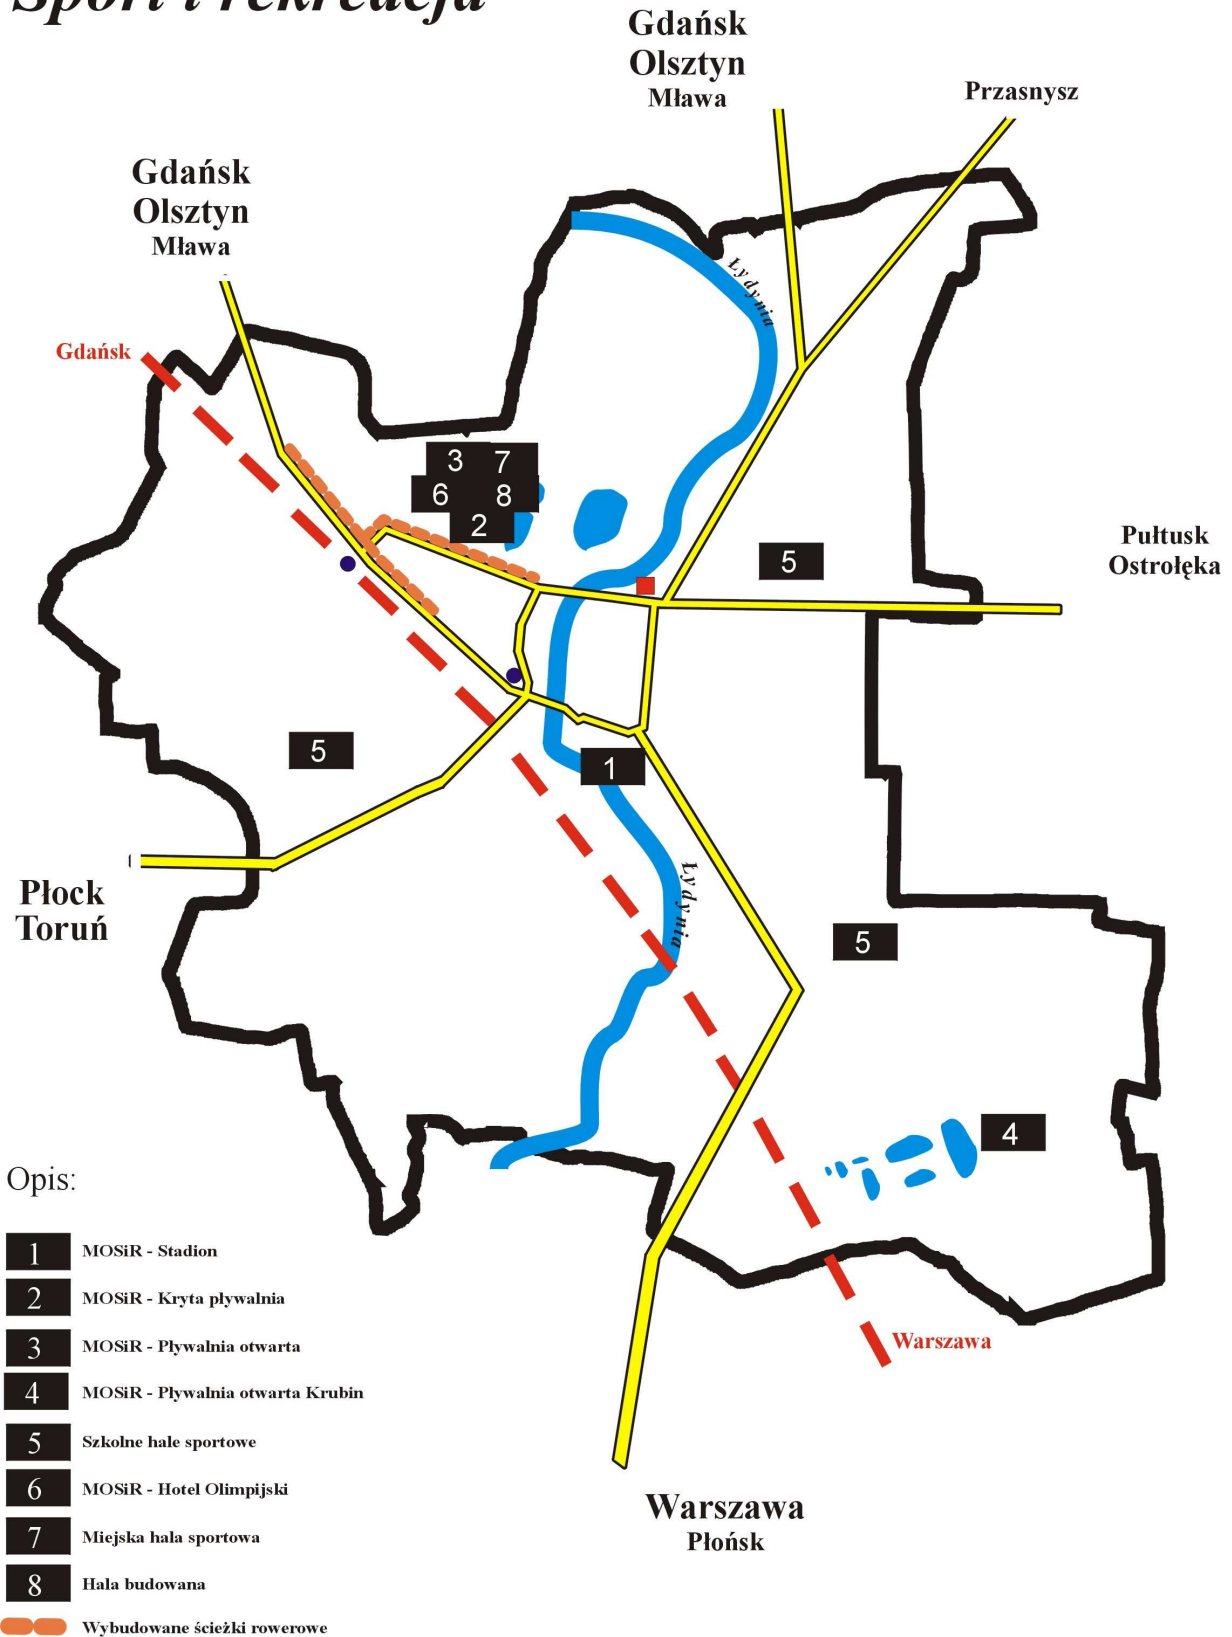 Sport i rekreacja
Gdańsk
Olsztyn
Mława
Przasnysz
Gdańsk
Olsztyn
Mława
Łydynia
Gdańsk
3 7
6 8
2
5
Pułtusk
Ostrołęka
5
1
Płock
Toruń
Łydynia
5
4
Opis:
1 MOSiR - Stadion
2 MOSiR - Kryta pływalnia
3 MOSiR - Pływalnia otwarta
4 MOSiR - Pływalnia otwarta Krubin
5 Szkolne hale sportowe
6 MOSiR - Hotel Olimpijski
7 Miejska hala sportowa
8 Hala budowana
Wybudowane ścieżki rowerowe
Warszawa
Warszawa
Płońsk